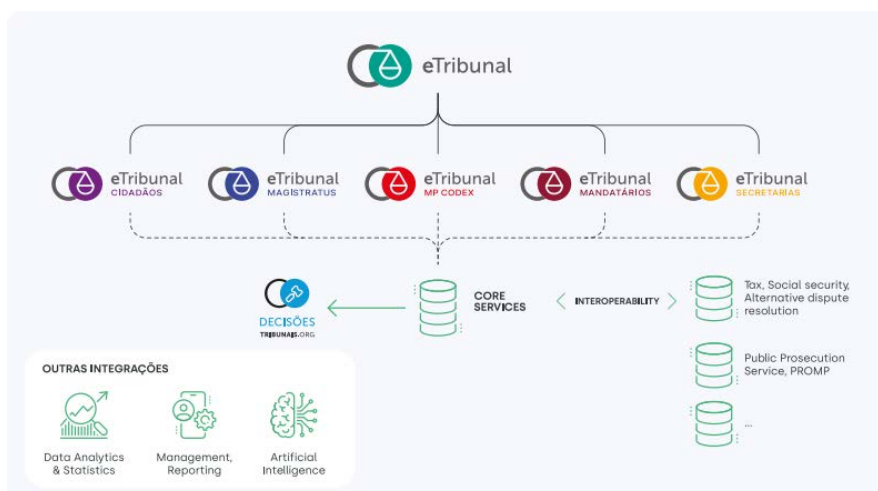 eTribunal
eTribunal
CIDADÃOS
eTribunal
MAGISTRATUS
eTribunal
MP CODEX
eTribunal
MANDATÁRIOS
eTribunal
SECRETARIAS
DECISÕES
TRIBUNAIS.ORG
CORE
SERVICES
INTEROPERABILITY
Tax, Social security,
Alternative dispute
resolution
Public Prosecution
Service, PROMP
...
OUTRAS INTEGRAÇÕES
Data Analytics
& Statistics
Management,
Reporting
Artificial
Intelligence